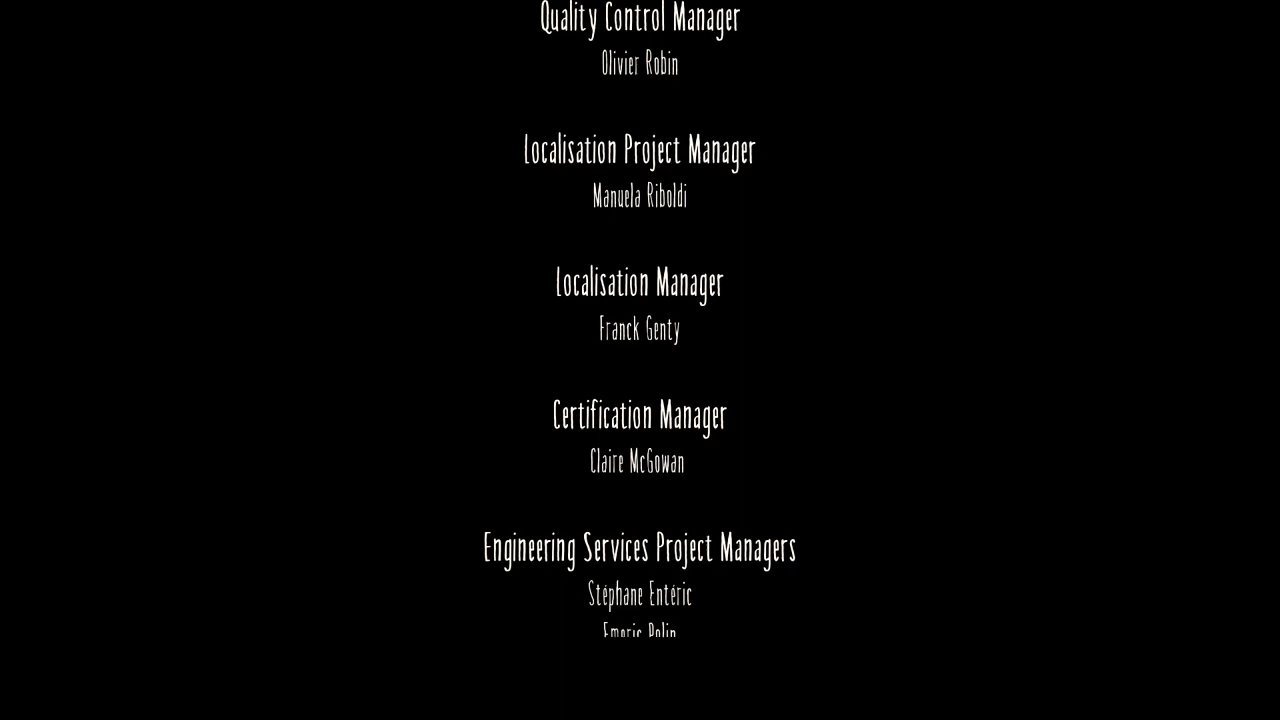 Quality Control Manager
Olivier Robin
Localisation Project Manager
Manuela Riboldi
Localisation Manager
Franck Genty
Certification Manager
Claire McGowan
Engineering Services Project Managers
Stéphane Entéric